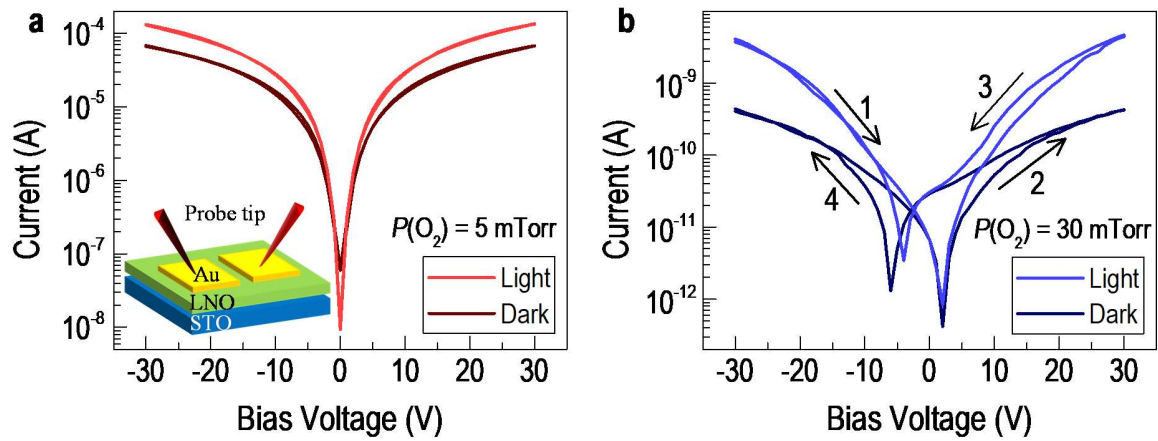 a
10⁻⁴
10⁻⁵
10⁻⁶
10⁻⁷
10⁻⁸
Current (A)
Probe tip
Au
LNO
STO
P(O₂) = 5 mTorr
Light
Dark
-30 -20 -10 0 10 20 30
Bias Voltage (V)
b
10⁻⁹
10⁻¹⁰
10⁻¹¹
10⁻¹²
Current (A)
1
3
4
2
P(O₂) = 30 mTorr
Light
Dark
-30 -20 -10 0 10 20 30
Bias Voltage (V)